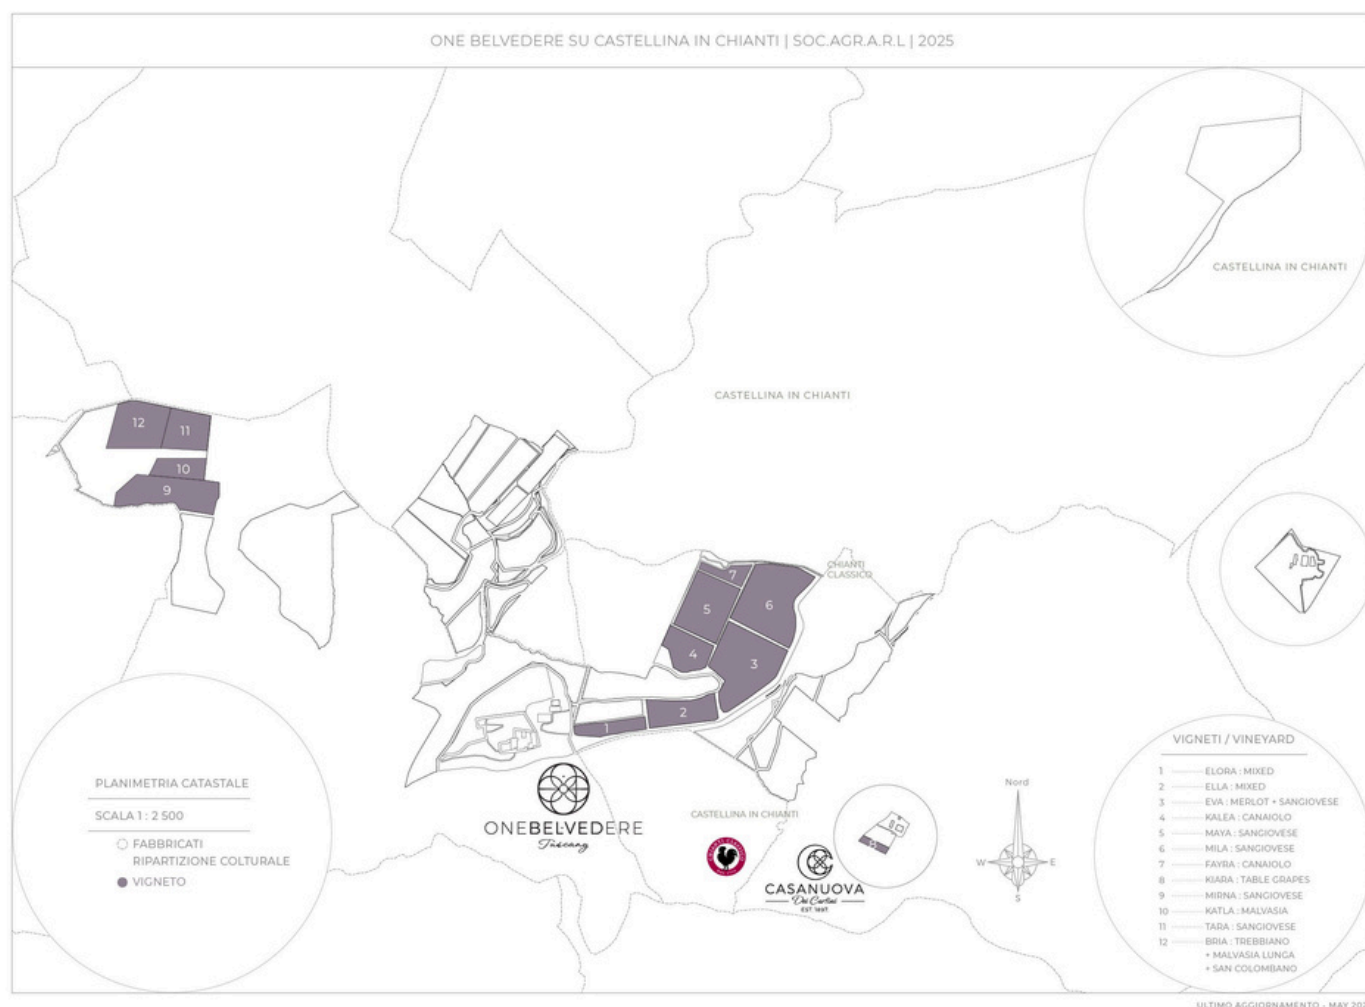 ONE BELVEDERE SU CASTELLINA IN CHIANTI | SOC.AGR.A.R.L | 2025
CASTELLINA IN CHIANTI
CASTELLINA IN CHIANTI
12
11
10
9
CHIANTI
CLASSICO
7
6
5
4
3
2
1
PLANIMETRIA CATASTALE
SCALA 1 : 2 500
FABBRICATI
RIPARTIZIONE COLTURALE
VIGNETO
ONEBELVEDERE
Tuscany
CASTELLINA IN CHIANTI
8
CASANUOVA
Dei Cortini
Nord
W
E
S
VIGNETI / VINEYARD
1 ELORA : MIXED
2 ELLA : MIXED
3 EVA : MERLOT + SANGIOVESE
4 KALEA : CANAIOLO
5 MAYA : SANGIOVESE
6 MILA : SANGIOVESE
7 FAYRA : CANAIOLO
8 KIARA : TABLE GRAPES
9 MIRNA : SANGIOVESE
10 KATLA : MALVASIA
11 TARA : SANGIOVESE
12 BRIA : TREBBIANO
+ MALVASIA LUNGA
+ SAN COLOMBANO
ULTIMO AGGIORNAMENTO - MAY 202